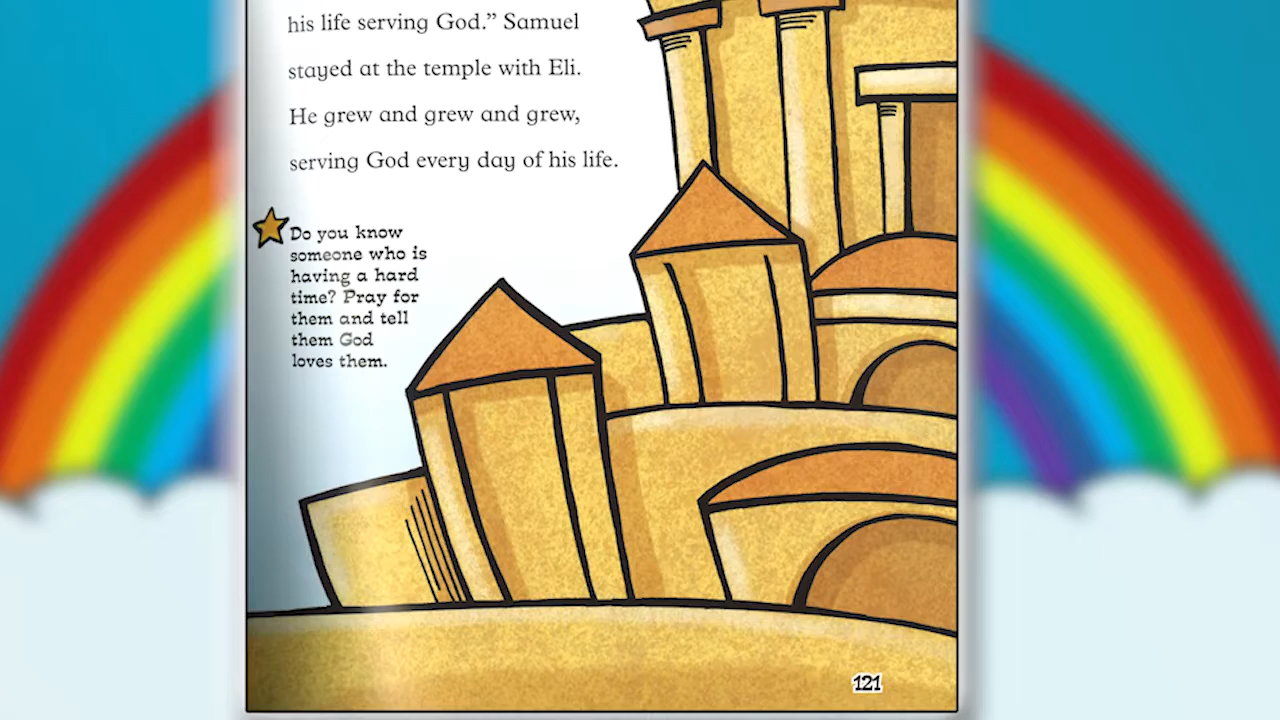 his life serving God.” Samuel
stayed at the temple with Eli.
He grew and grew and grew,
serving God every day of his life.
Do you know
someone who is
having a hard
time? Pray for
them and tell
them God
loves them.
121